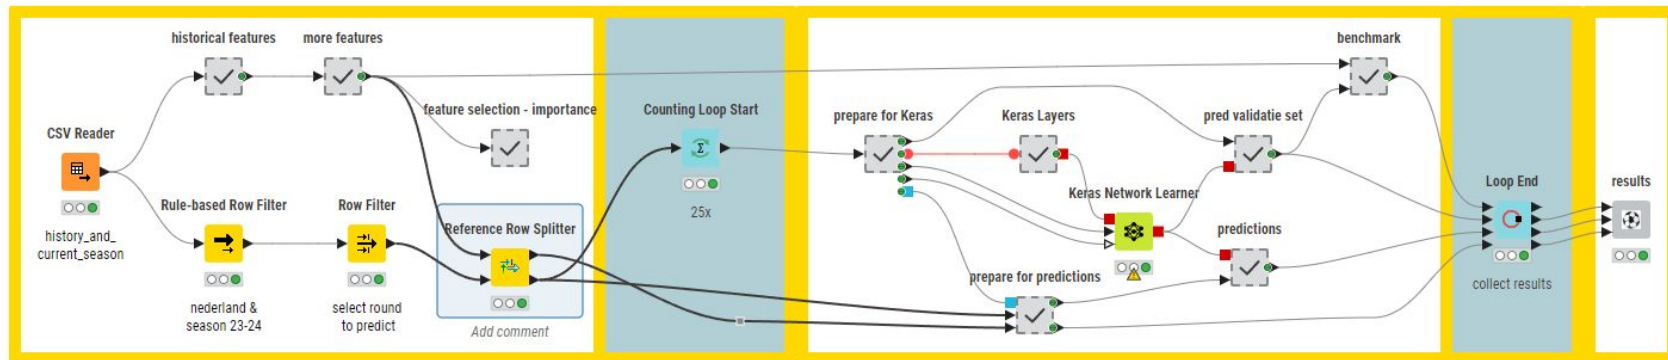 historical features
more features
benchmark
feature selection - importance
Counting Loop Start
prepare for Keras
Keras Layers
pred validatie set
CSV Reader
Loop End
results
Rule-based Row Filter
Row Filter
Reference Row Splitter
25x
Keras Network Learner
history_and_
current_season
predictions
prepare for predictions
collect results
nederland &
season 23-24
select round
to predict
Add comment